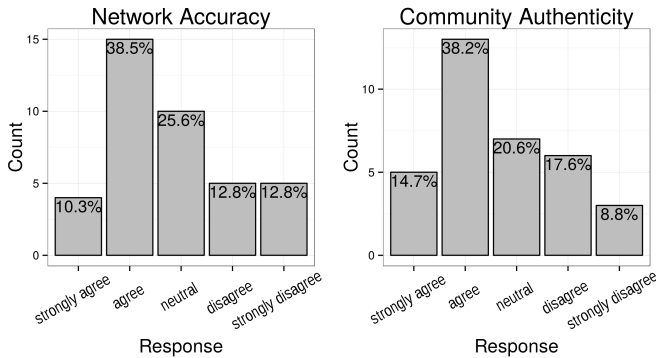 Network Accuracy
Count
15
10
5
0
10.3%
38.5%
25.6%
12.8%
12.8%
strongly agree
agree
neutral
disagree
strongly disagree
Response
Community Authenticity
Count
10
5
0
14.7%
38.2%
20.6%
17.6%
8.8%
strongly agree
agree
neutral
disagree
strongly disagree
Response